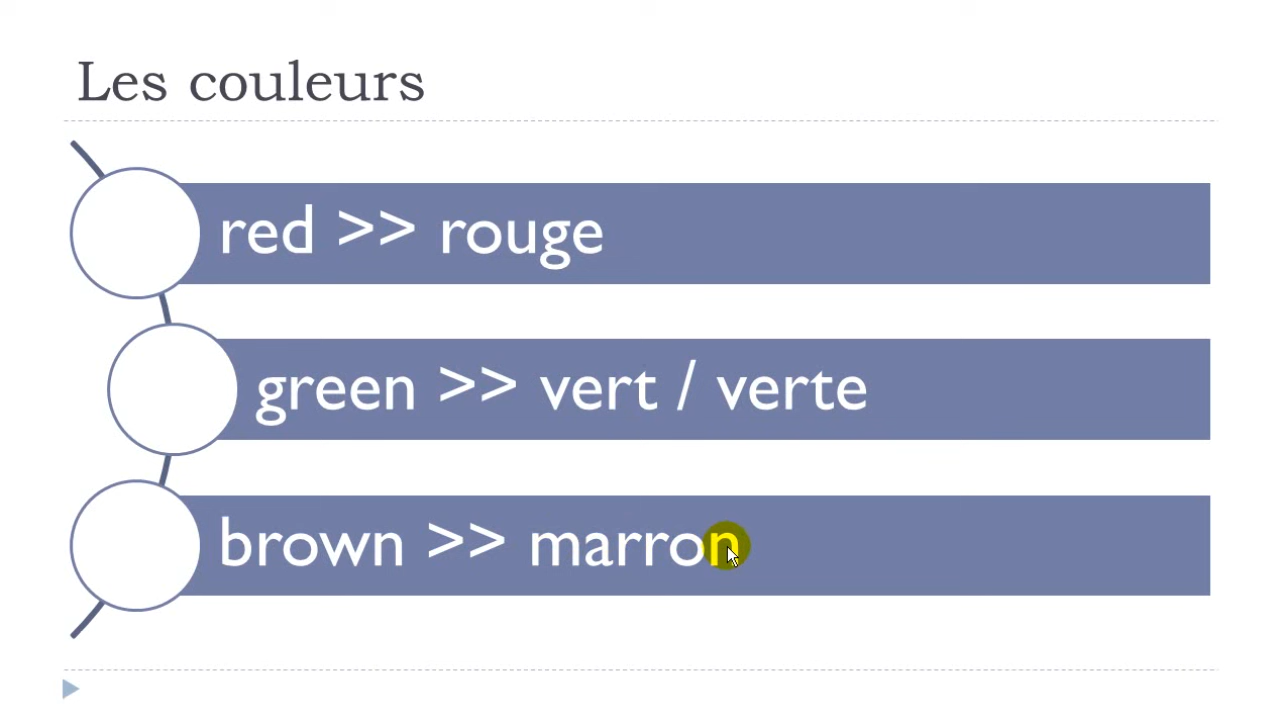 Les couleurs
red >> rouge
green >> vert / verte
brown >> marron